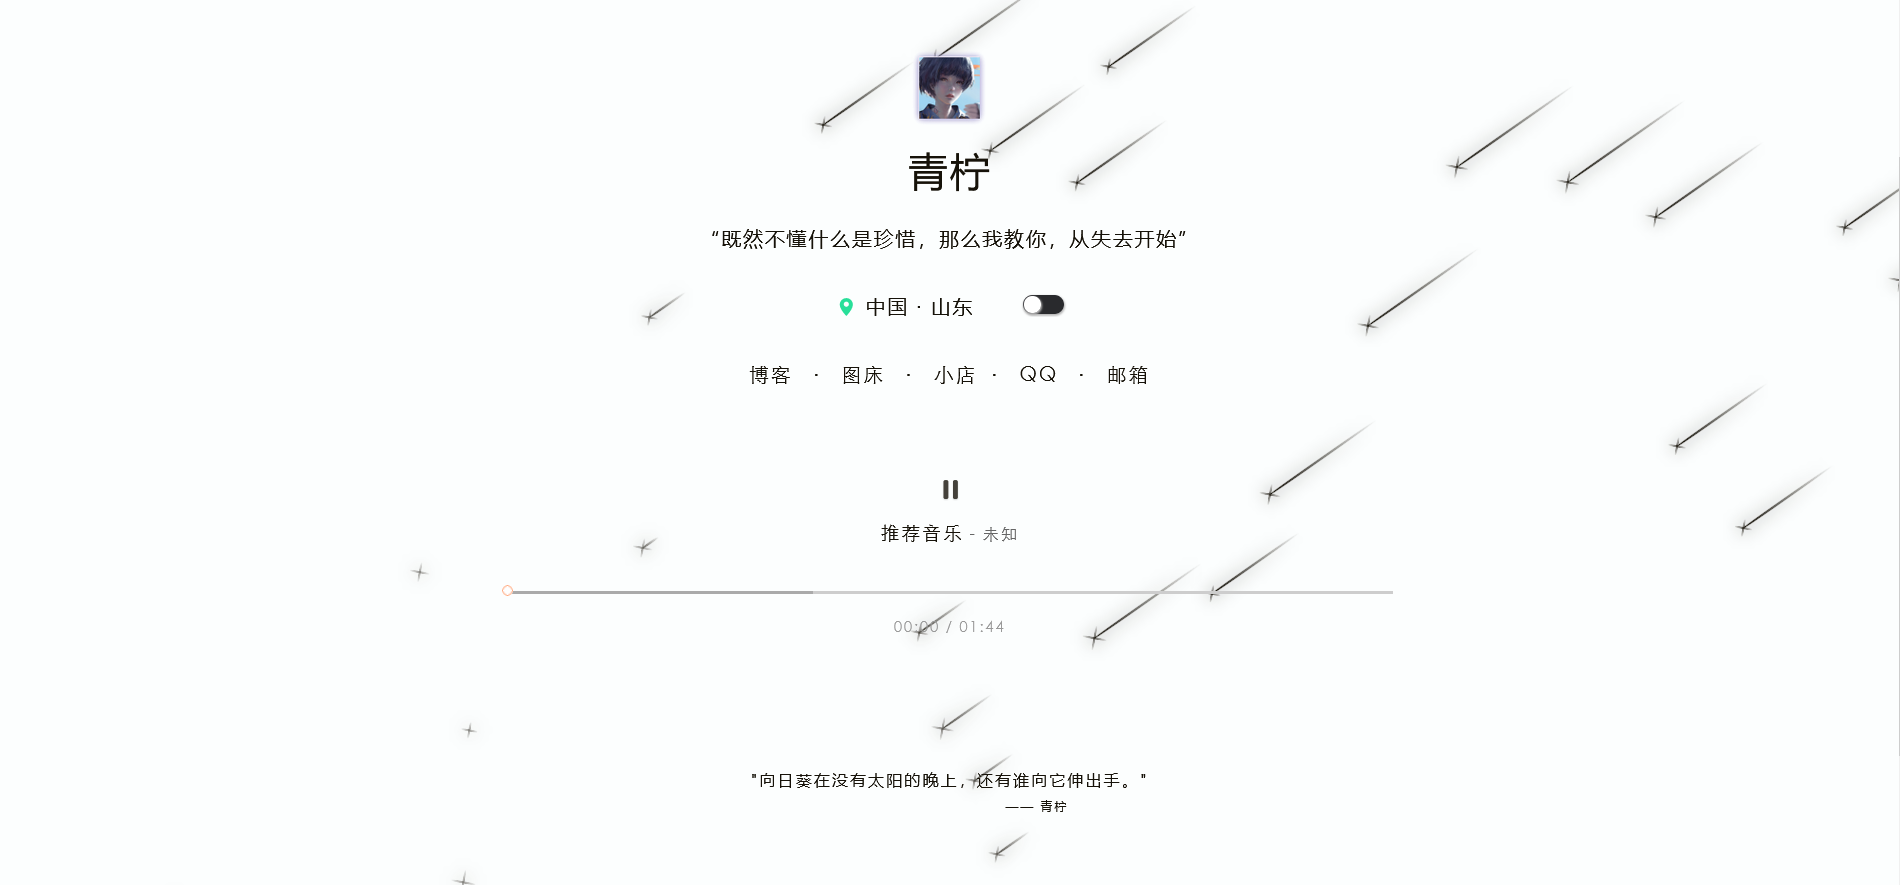 青柠
“既然不懂什么是珍惜，那么我教你，从失去开始”
中国 · 山东
博客 · 图床 · 小店 · QQ · 邮箱
推荐音乐 - 未知
00:00 / 01:44
"向日葵在没有太阳的晚上，还有谁向它伸出手。"
—— 青柠